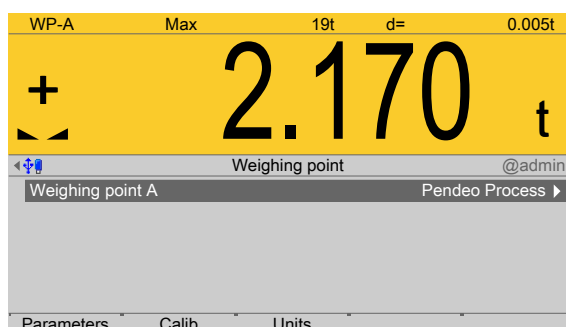 WP-A Max 19t d= 0.005t
+ 2.170 t
Weighing point @admin
Weighing point A Pendeo Process
Parameters Calib. Units